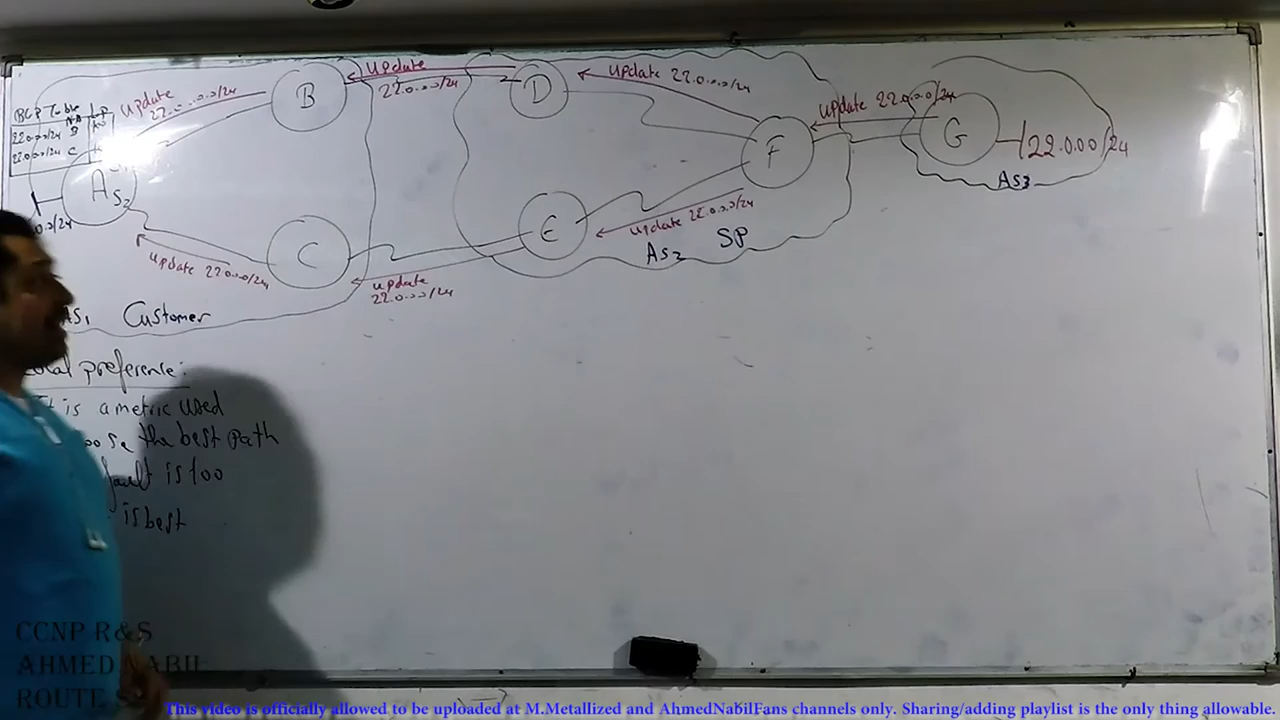 BGP Table
22.0.0.0/24 B
22.0.0.0/24 C
update
22.0.0.0/24
B
update
22.0.0.0/24
D
update 22.0.0.0/24
F
update 22.0.0.0/24
G
22.0.0.0/24
AS3
A
.0/24
C
update 22.0.0.0/24
E
update
22.0.0.0/24
update 22.0.0.0/24
AS2 SP
AS1 Customer
preference:
It is a metric used
the best path
is 100
is best
CCNP R&S
AHMED NABIL
ROUTE
This video is officially allowed to be uploaded at M.Metallized and AhmedNabilFans channels only. Sharing/adding playlist is the only thing allowable.